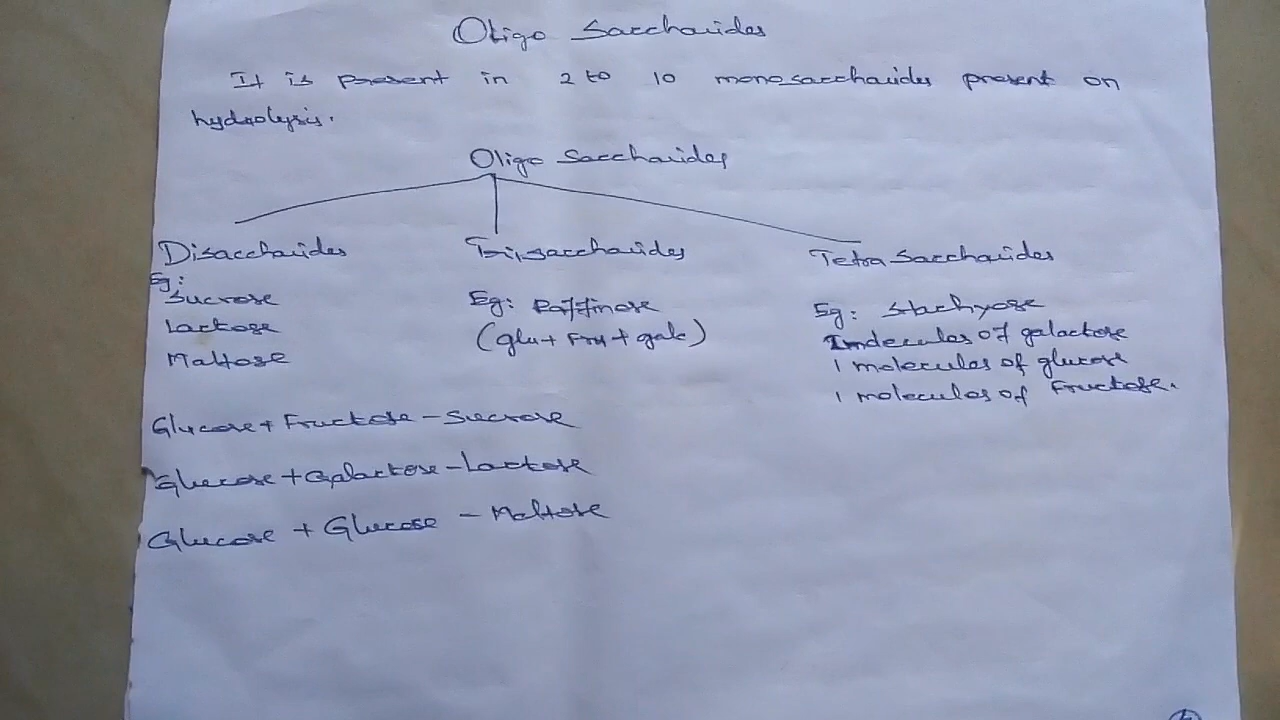 Oligo Saccharides
It is present in 2 to 10 monosaccharides present on
hydrolysis.
Oligo Saccharides
Disaccharides Trisaccharides Tetra Saccharides
Eg:
Sucrose Eg: Raffinose Eg: Stachyose
Lactose (glu + Fru + gala) molecules of galactose
Maltose 1 molecules of glucose
1 molecules of Fructose.
Glucose + Fructose - Sucrose
Glucose + Galactose - Lactose
Glucose + Glucose - Maltose